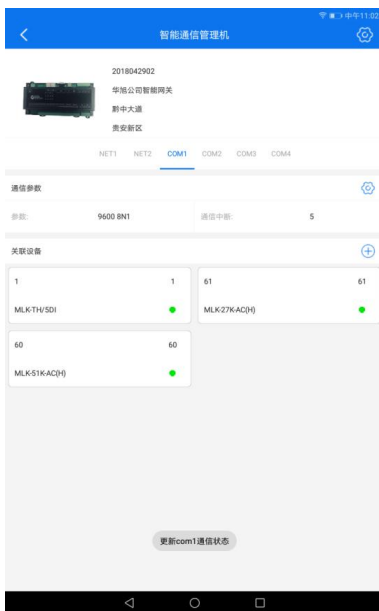 中午11:02
智能通信管理机
2018042902
华旭公司智能网关
黔中大道
贵安新区
NET1 NET2 COM1 COM2 COM3 COM4
通信参数
参数: 9600 8N1 通信中断: 5
关联设备
1 1 61 61
MLK-TH/5DI MLK-27K-AC(H)
60 60
MLK-51K-AC(H)
更新com1通信状态